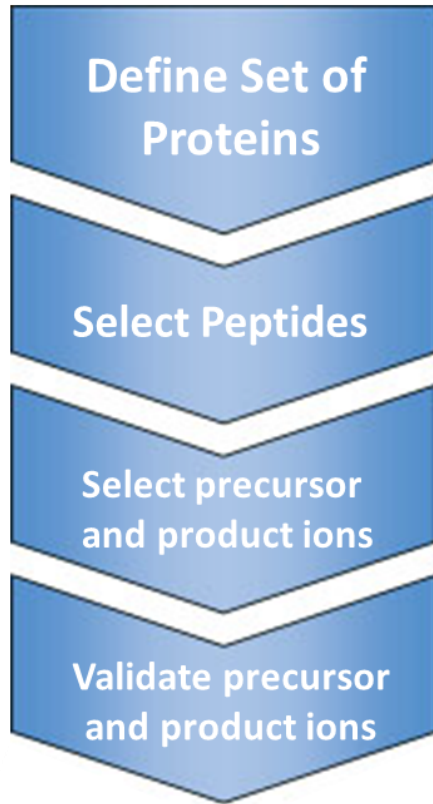 Define Set of
Proteins
Select Peptides
Select precursor
and product ions
Validate precursor
and product ions